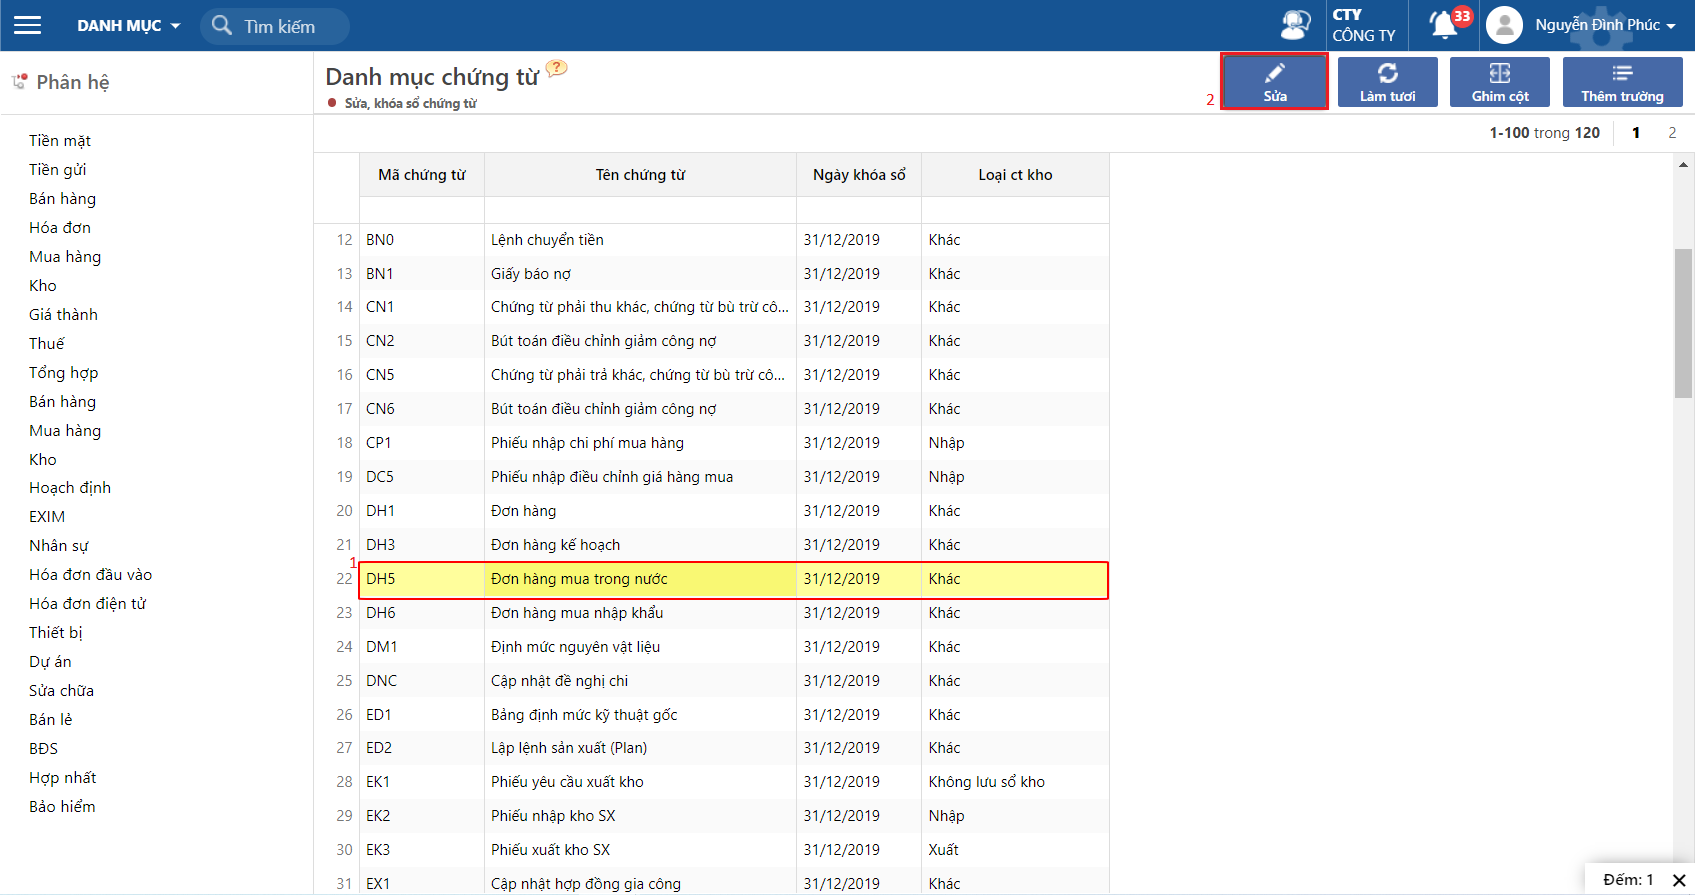 DANH MỤC
Tìm kiếm
CTY
CÔNG TY
33
Nguyễn Đình Phúc
Phân hệ
Danh mục chứng từ ?
Sửa, khóa sổ chứng từ
2
Sửa
Làm tươi
Ghim cột
Thêm trường
1-100 trong 120 1 2
Tiền mặt
Tiền gửi
Bán hàng
Hóa đơn
Mua hàng
Kho
Giá thành
Thuế
Tổng hợp
Bán hàng
Mua hàng
Kho
Hoạch định
EXIM
Nhân sự
Hóa đơn đầu vào
Hóa đơn điện tử
Thiết bị
Dự án
Sửa chữa
Bán lẻ
BĐS
Hợp nhất
Bảo hiểm
Mã chứng từ Tên chứng từ Ngày khóa sổ Loại ct kho
12 BN0 Lệnh chuyển tiền 31/12/2019 Khác
13 BN1 Giấy báo nợ 31/12/2019 Khác
14 CN1 Chứng từ phải thu khác, chứng từ bù trừ cô... 31/12/2019 Khác
15 CN2 Bút toán điều chỉnh giảm công nợ 31/12/2019 Khác
16 CN5 Chứng từ phải trả khác, chứng từ bù trừ cô... 31/12/2019 Khác
17 CN6 Bút toán điều chỉnh giảm công nợ 31/12/2019 Khác
18 CP1 Phiếu nhập chi phí mua hàng 31/12/2019 Nhập
19 DC5 Phiếu nhập điều chỉnh giá hàng mua 31/12/2019 Nhập
20 DH1 Đơn hàng 31/12/2019 Khác
21 DH3 Đơn hàng kế hoạch 31/12/2019 Khác
1
22 DH5 Đơn hàng mua trong nước 31/12/2019 Khác
23 DH6 Đơn hàng mua nhập khẩu 31/12/2019 Khác
24 DM1 Định mức nguyên vật liệu 31/12/2019 Khác
25 DNC Cập nhật đề nghị chi 31/12/2019 Khác
26 ED1 Bảng định mức kỹ thuật gốc 31/12/2019 Khác
27 ED2 Lập lệnh sản xuất (Plan) 31/12/2019 Khác
28 EK1 Phiếu yêu cầu xuất kho 31/12/2019 Không lưu sổ kho
29 EK2 Phiếu nhập kho SX 31/12/2019 Nhập
30 EK3 Phiếu xuất kho SX 31/12/2019 Xuất
31 EX1 Cập nhật hợp đồng gia công 31/12/2019 Khác
Đếm: 1